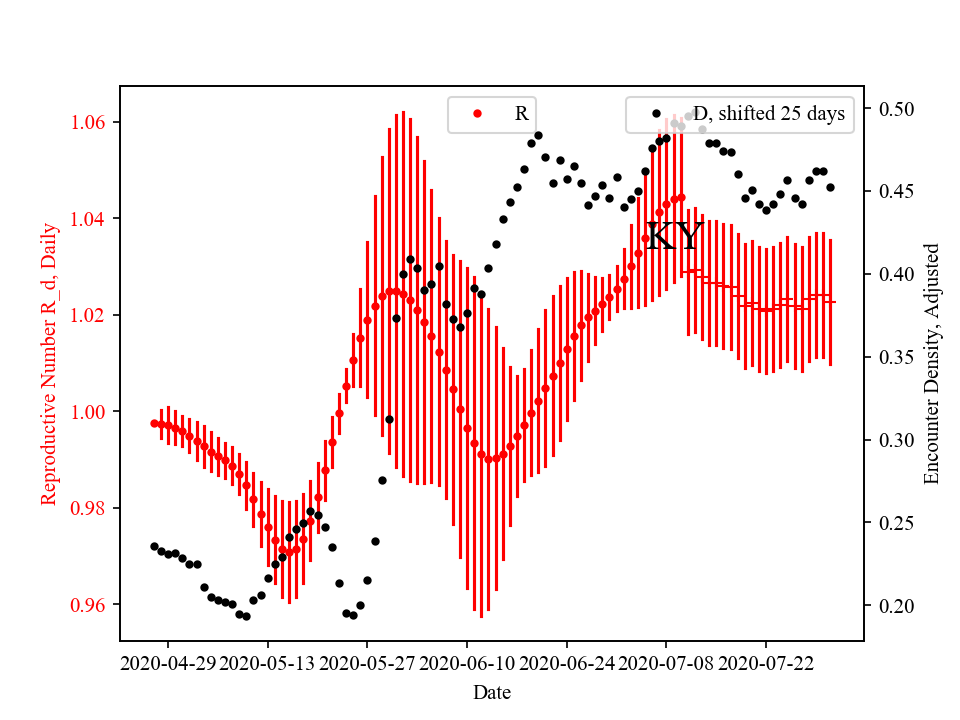 R
D, shifted 25 days
KY
1.06
1.04
1.02
1.00
0.98
0.96
Reproductive Number R_d, Daily
0.50
0.45
0.40
0.35
0.30
0.25
0.20
Encounter Density, Adjusted
2020-04-29 2020-05-13 2020-05-27 2020-06-10 2020-06-24 2020-07-08 2020-07-22
Date